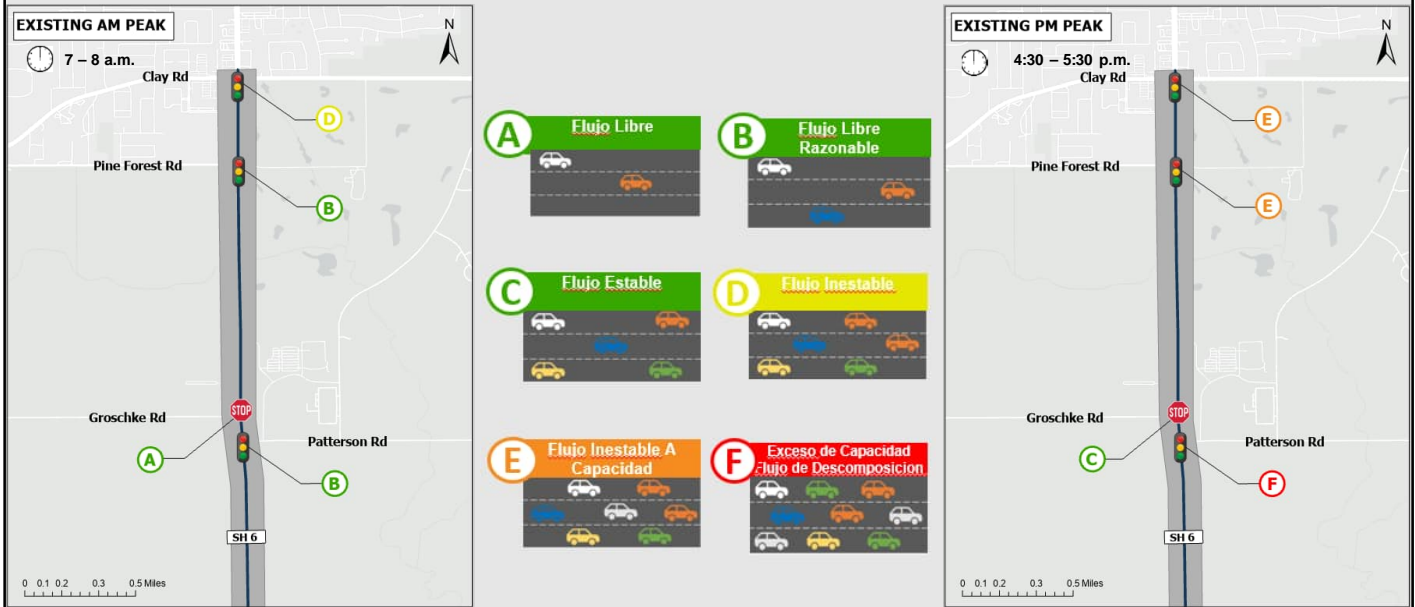 EXISTING AM PEAK
N
7 – 8 a.m.
Clay Rd
D
Pine Forest Rd
B
Groschke Rd
STOP
Patterson Rd
A
B
SH 6
0 0.1 0.2 0.3 0.5 Miles
A
Flujo Libre
B
Flujo Libre
Razonable
C
Flujo Estable
D
Flujo Inestable
E
Flujo Inestable A
Capacidad
F
Exceso de Capacidad
Flujo de Descomposicion
EXISTING PM PEAK
N
4:30 – 5:30 p.m.
Clay Rd
E
Pine Forest Rd
E
Groschke Rd
STOP
Patterson Rd
C
F
SH 6
0 0.1 0.2 0.3 0.5 Miles